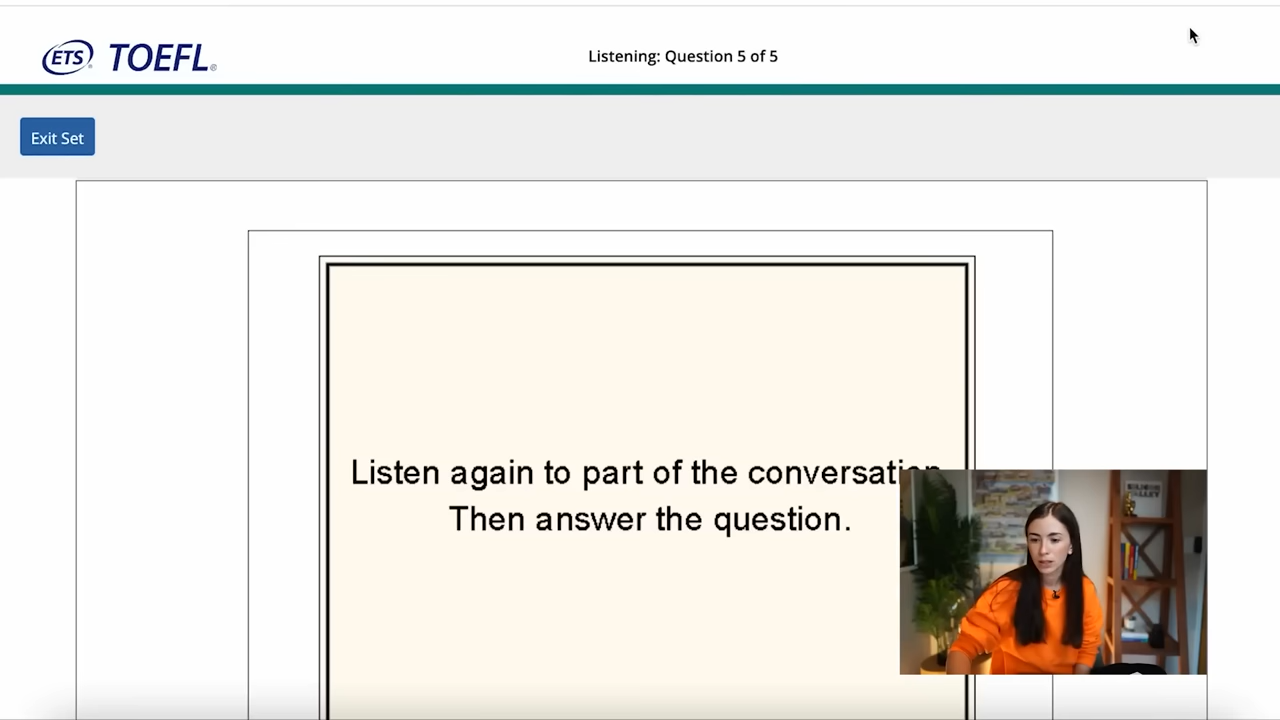 ETS TOEFL
Listening: Question 5 of 5
Exit Set
Listen again to part of the
Then answer the question.